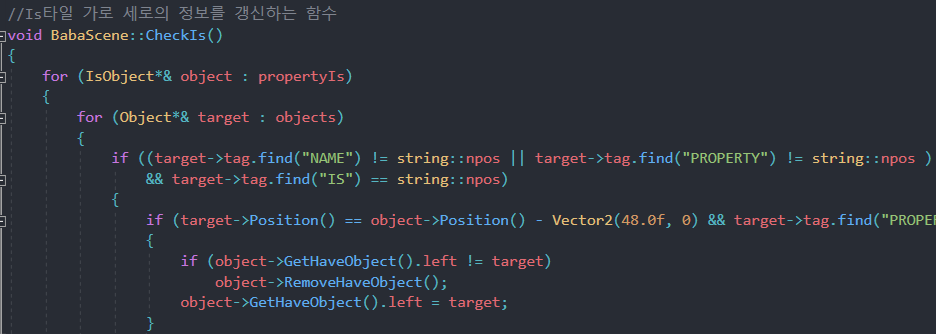 //Is타일 가로 세로의 정보를 갱신하는 함수
void BabaScene::CheckIs()
{
for (IsObject*& object : propertyIs)
{
for (Object*& target : objects)
{
if ((target->tag.find("NAME") != string::npos || target->tag.find("PROPERTY") != string::npos )
&& target->tag.find("IS") == string::npos)
{
if (target->Position() == object->Position() - Vector2(48.0f, 0) && target->tag.find("PROPE
{
if (object->GetHaveObject().left != target)
object->RemoveHaveObject();
object->GetHaveObject().left = target;
}